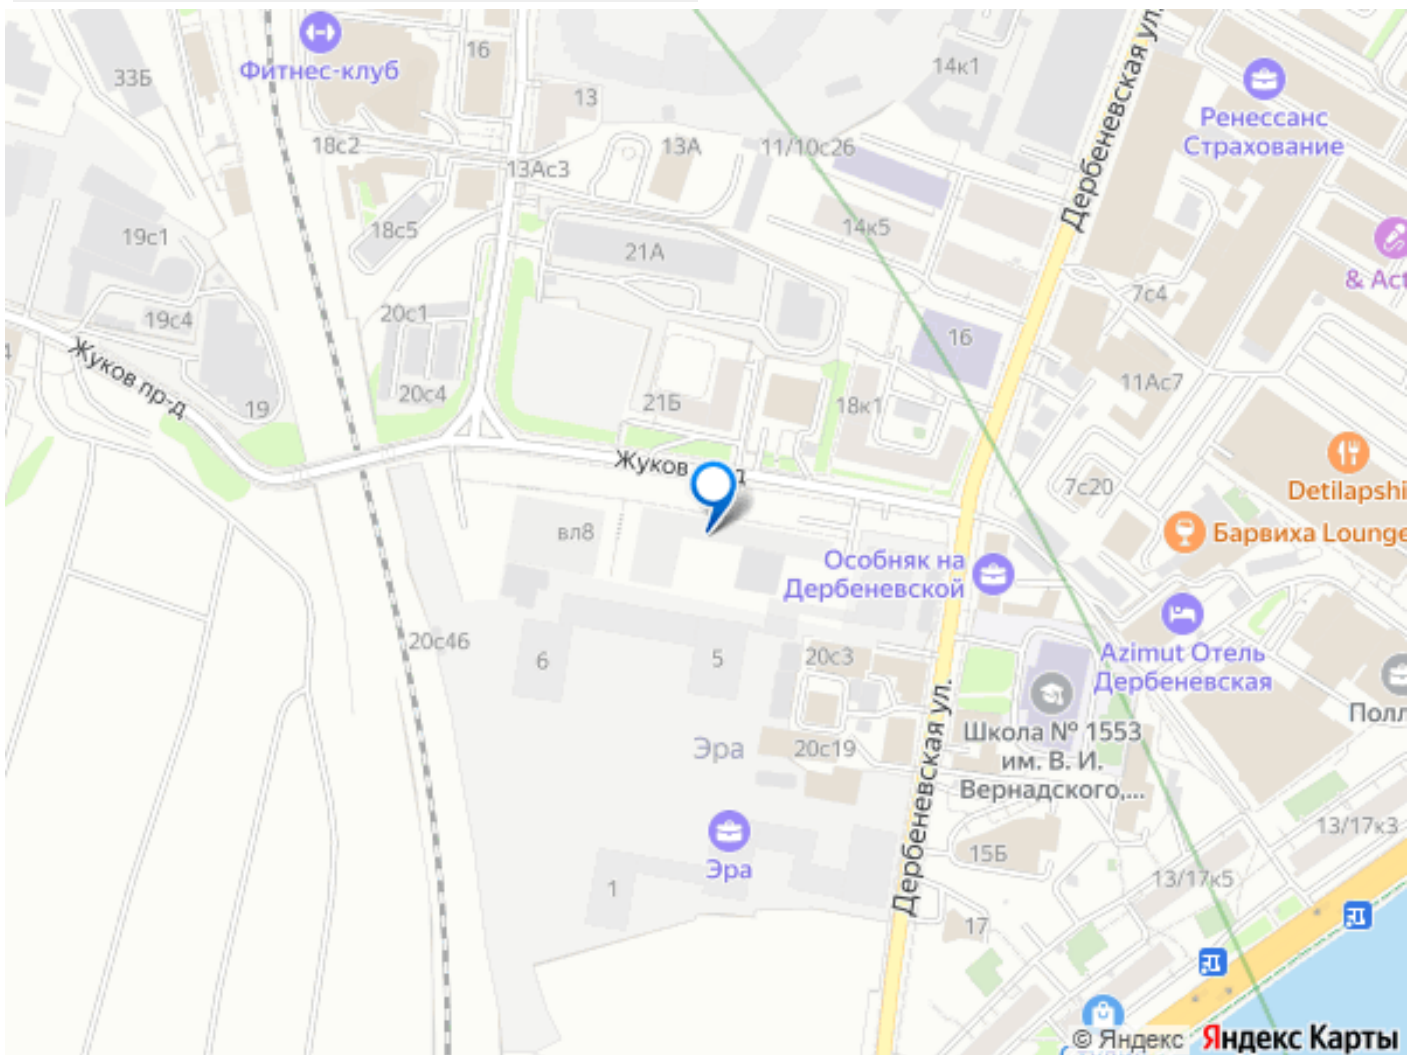 33Б
Фитнес-клуб
16
13
14к1
Дербеневская ул.
Ренессанс
Страхование
18с2
13Ас3
13А
11/10с26
19с1
18с5
21А
14к5
& Act
7с4
19с4
20с1
16
Жуков пр-д
20с4
19
21Б
18к1
11Ас7
Жуков
д
7с20
Detilapshi
вл8
Особняк на
Дербеневской
Барвиха Lounge
20с46
6
5
20с3
Azimut Отель
Дербеневская
Эра
20с19
Дербеневская ул.
Школа № 1553
им. В. И.
Вернадского,...
Полл
Эра
1
15Б
13/17к3
13/17к5
17
© Яндекс
Яндекс Карты